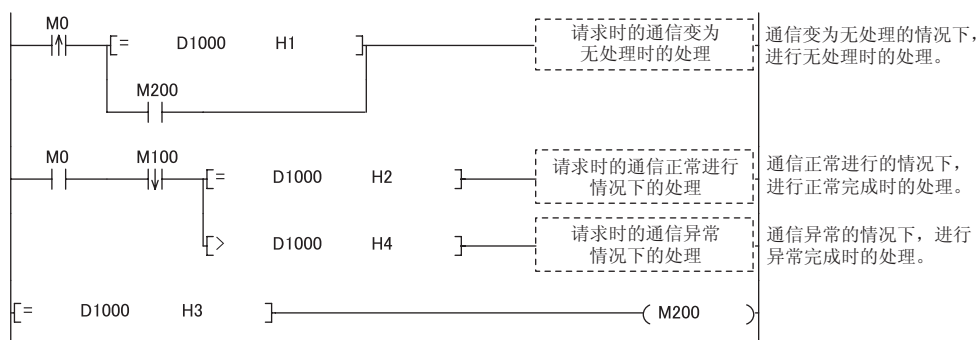 M0
[= D1000 H1 ]
请求时的通信变为
无处理时的处理
通信变为无处理的情况下，
进行无处理时的处理。
M200
M0 M100
[= D1000 H2 ]
请求时的通信正常进行
情况下的处理
通信正常进行的情况下，
进行正常完成时的处理。
[> D1000 H4 ]
请求时的通信异常
情况下的处理
通信异常的情况下，进行
异常完成时的处理。
[= D1000 H3 ] ( M200 )